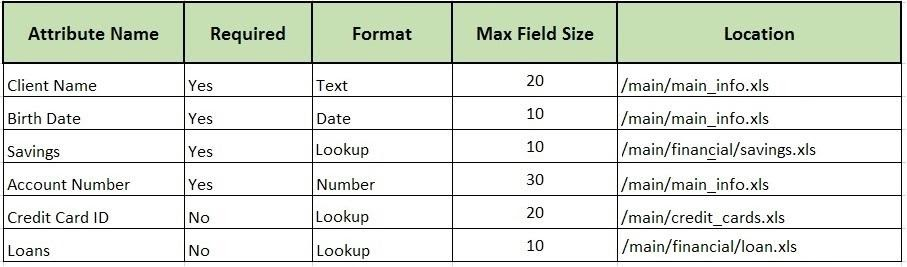 Attribute Name Required Format Max Field Size Location
Client Name Yes Text 20 /main/main_info.xls
Birth Date Yes Date 10 /main/main_info.xls
Savings Yes Lookup 10 /main/financial/savings.xls
Account Number Yes Number 30 /main/main_info.xls
Credit Card ID No Lookup 20 /main/credit_cards.xls
Loans No Lookup 10 /main/financial/loan.xls